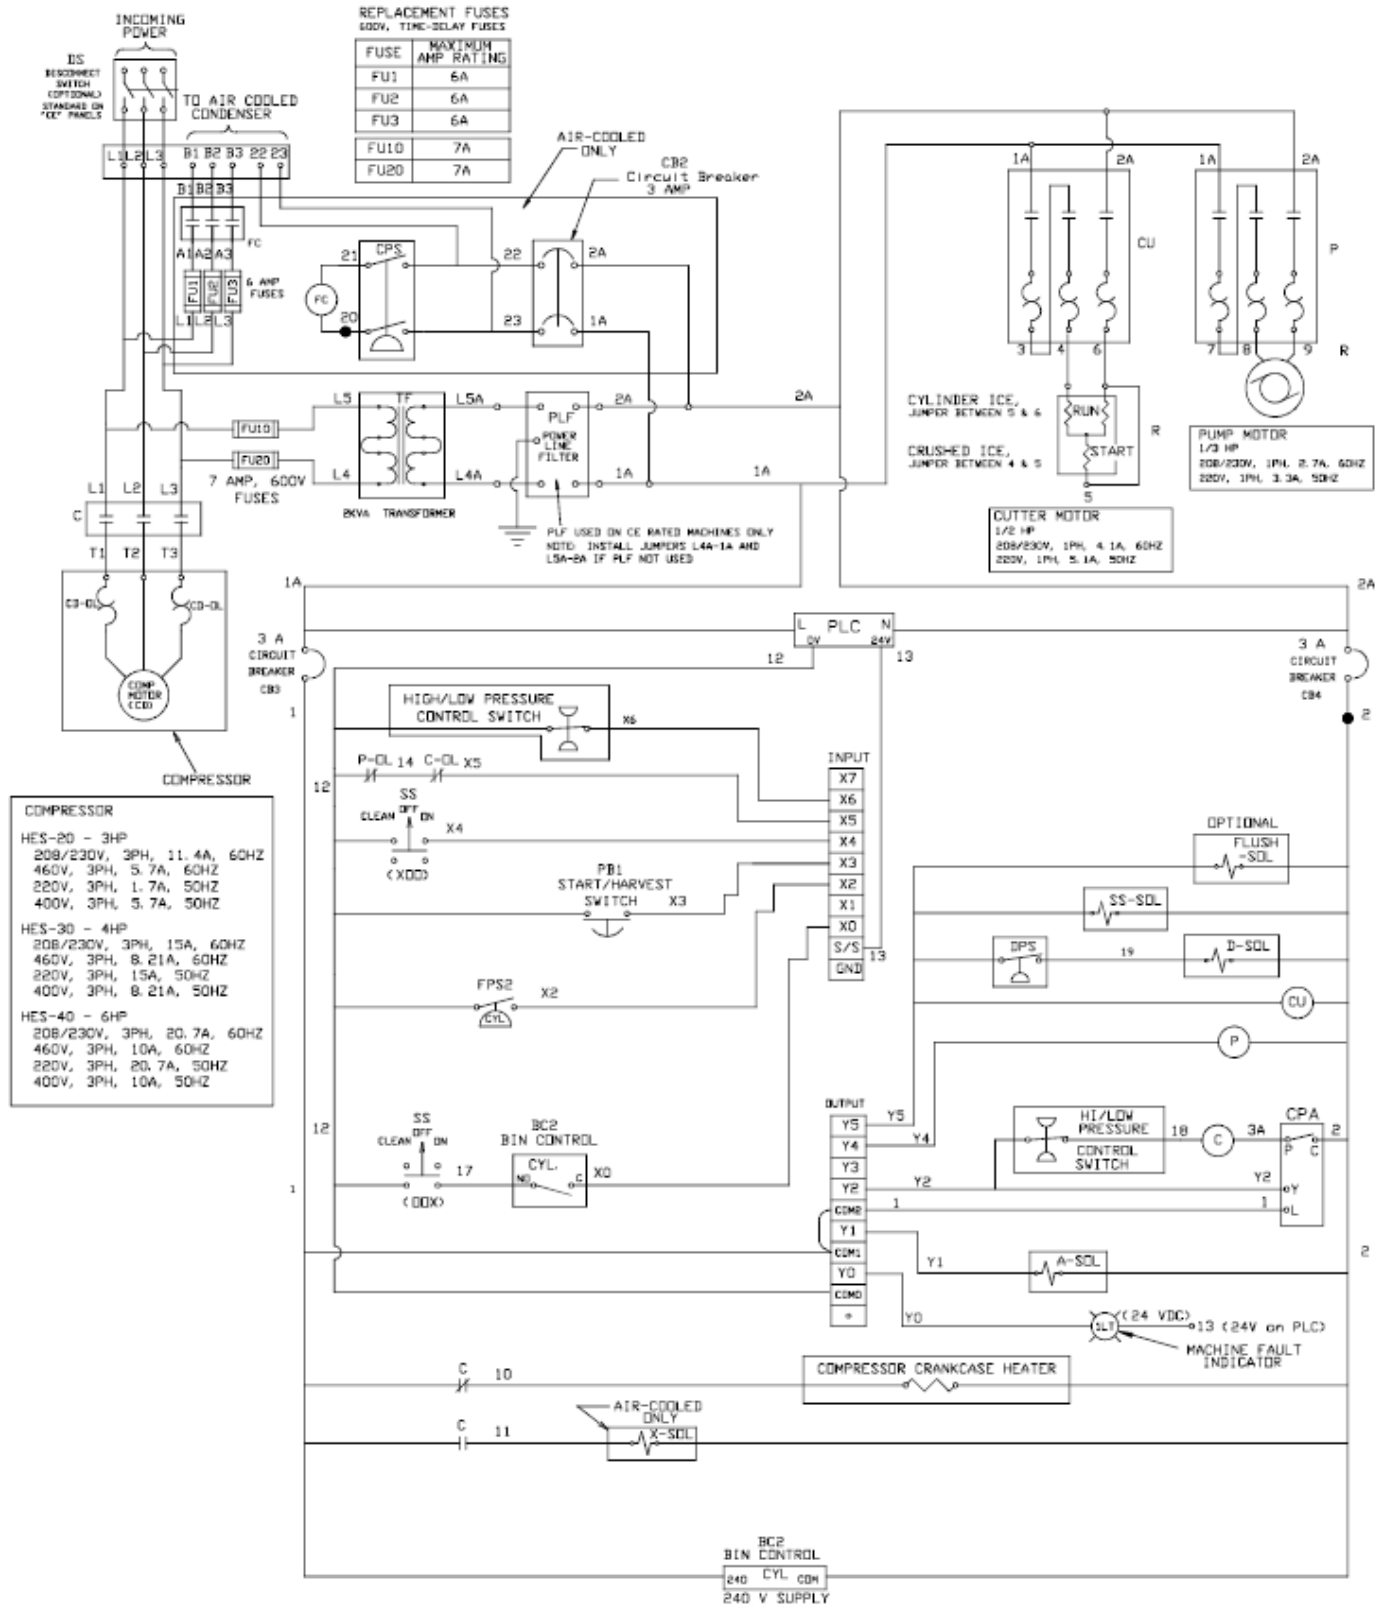 INCOMING
POWER
DS
DISCONNECT
SWITCH
(OPTIONAL)
STANDARD ON
"CE" PANELS
REPLACEMENT FUSES
600V, TIME-DELAY FUSES
FUSE MAXIMUM
AMP RATING
FU1 6A
FU2 6A
FU3 6A
FU10 7A
FU20 7A
TO AIR COOLED
CONDENSER
L1 L2 L3 B1 B2 B3 22 23
B1 B2 B3
FC
A1 A2 A3
FU1 FU2 FU3
6 AMP
FUSES
L1 L2 L3
AIR-COOLED
ONLY
CB2
Circuit Breaker
3 AMP
21 CPS 22 2A
FC
20 23 1A
1A 2A
CU
3 4 6
1A 2A
P
7 8 9 R
L5 TF L5A PLF 2A 2A
POWER
LINE
FILTER
FU10
FU20
7 AMP, 600V
FUSES
L4 L4A 1A 1A
2KVA TRANSFORMER
PLF USED ON CE RATED MACHINES ONLY
NOTE: INSTALL JUMPERS L4A-1A AND
L5A-2A IF PLF NOT USED
CYLINDER ICE,
JUMPER BETWEEN 5 & 6
CRUSHED ICE,
JUMPER BETWEEN 4 & 5
RUN
START
R
5
PUMP MOTOR
1/3 HP
208/230V, 1PH, 2.7A, 60HZ
220V, 1PH, 3.3A, 50HZ
CUTTER MOTOR
1/2 HP
208/230V, 1PH, 4.1A, 60HZ
220V, 1PH, 5.1A, 50HZ
L1 L2 L3
C
T1 T2 T3
CD-OL CD-OL
COMP
MOTOR
(CD)
COMPRESSOR
1A 2A
L PLC N
0V 24V
12 13
3 A
CIRCUIT
BREAKER
CB3
1
3 A
CIRCUIT
BREAKER
CB4
2
HIGH/LOW PRESSURE
CONTROL SWITCH
X6
P-OL 14 C-OL X5
12
SS
OFF
CLEAN ON
X4
(XOO)
PB1
START/HARVEST
SWITCH X3
FPS2
X2
CYL
INPUT
X7
X6
X5
X4
X3
X2
X1
X0
S/S
GND
13
COMPRESSOR
HES-20 - 3HP
208/230V, 3PH, 11.4A, 60HZ
460V, 3PH, 5.7A, 60HZ
220V, 3PH, 1.7A, 50HZ
400V, 3PH, 5.7A, 50HZ
HES-30 - 4HP
208/230V, 3PH, 15A, 60HZ
460V, 3PH, 8.21A, 60HZ
220V, 3PH, 15A, 50HZ
400V, 3PH, 8.21A, 50HZ
HES-40 - 6HP
208/230V, 3PH, 20.7A, 60HZ
460V, 3PH, 10A, 60HZ
220V, 3PH, 20.7A, 50HZ
400V, 3PH, 10A, 50HZ
OPTIONAL
FLUSH
-SOL
SS-SOL
DPS 19 D-SOL
CU
P
12
SS
OFF
CLEAN ON
17
(OOX)
1
BC2
BIN CONTROL
CYL.
NO C
X0
OUTPUT
Y5
Y4
Y3
Y2
COM2
Y1
COM1
Y0
COM0
Y5
Y4
Y2
1
Y1
Y0
HI/LOW
PRESSURE
CONTROL
SWITCH
18 C 3A
CPA
2
P C
Y2 Y
1 L
2
A-SOL
SLT
(24 VDC)
13 (24V on PLC)
MACHINE FAULT
INDICATOR
C 10
COMPRESSOR CRANKCASE HEATER
AIR-COOLED
ONLY
C 11
X-SOL
BC2
BIN CONTROL
240 CYL COM
240 V SUPPLY